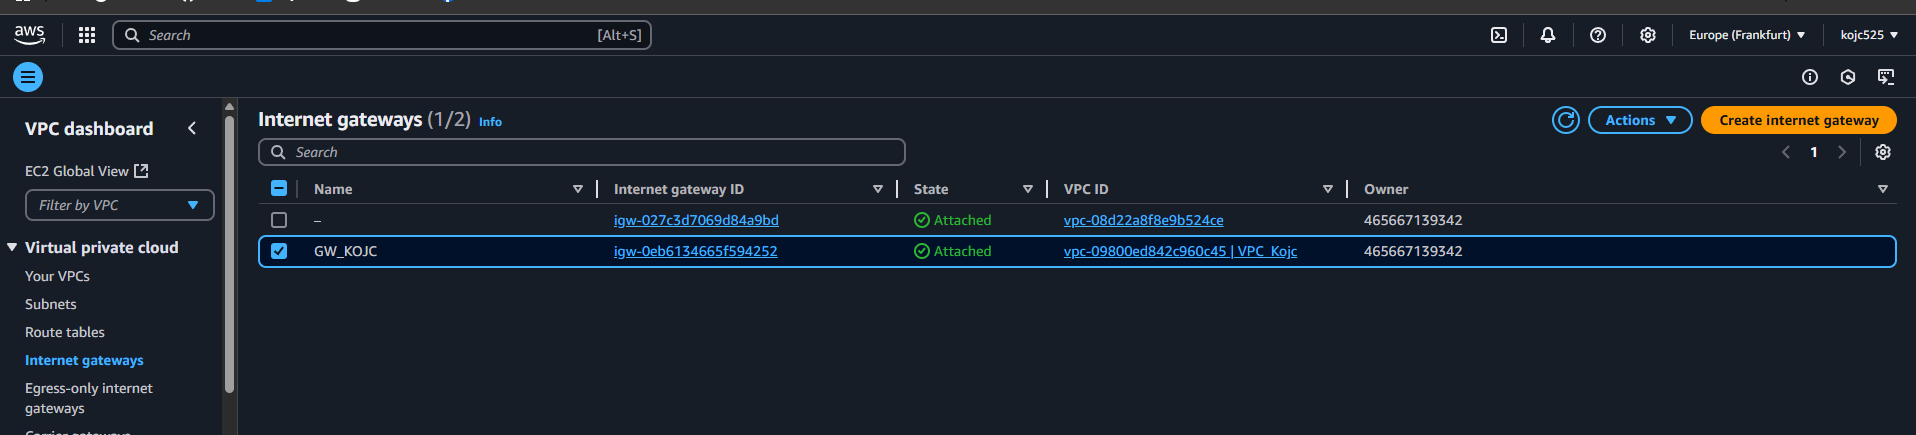 aws
Search [Alt+S]
Europe (Frankfurt)
kojc525
VPC dashboard
EC2 Global View
Filter by VPC
Virtual private cloud
Your VPCs
Subnets
Route tables
Internet gateways
Egress-only internet
gateways
Carrier gateways
Internet gateways (1/2) Info
Actions
Create internet gateway
Search
1
Name Internet gateway ID State VPC ID Owner
– igw-027c3d7069d84a9bd Attached vpc-08d22a8f8e9b524ce 465667139342
GW_KOJC igw-0eb6134665f594252 Attached vpc-09800ed842c960c45 | VPC_Kojc 465667139342